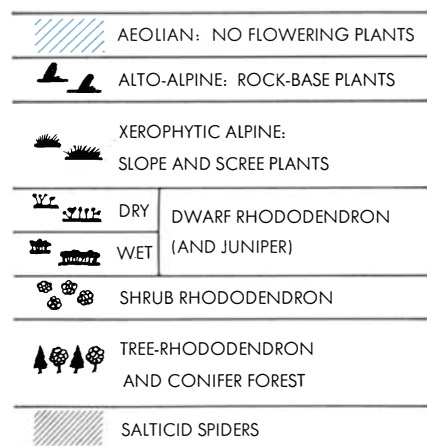 AEOLIAN: NO FLOWERING PLANTS
ALTO-ALPINE: ROCK-BASE PLANTS
XEROPHYTIC ALPINE:
SLOPE AND SCREE PLANTS
DRY
WET
DWARF RHODODENDRON
(AND JUNIPER)
SHRUB RHODODENDRON
TREE-RHODODENDRON
AND CONIFER FOREST
SALTICID SPIDERS